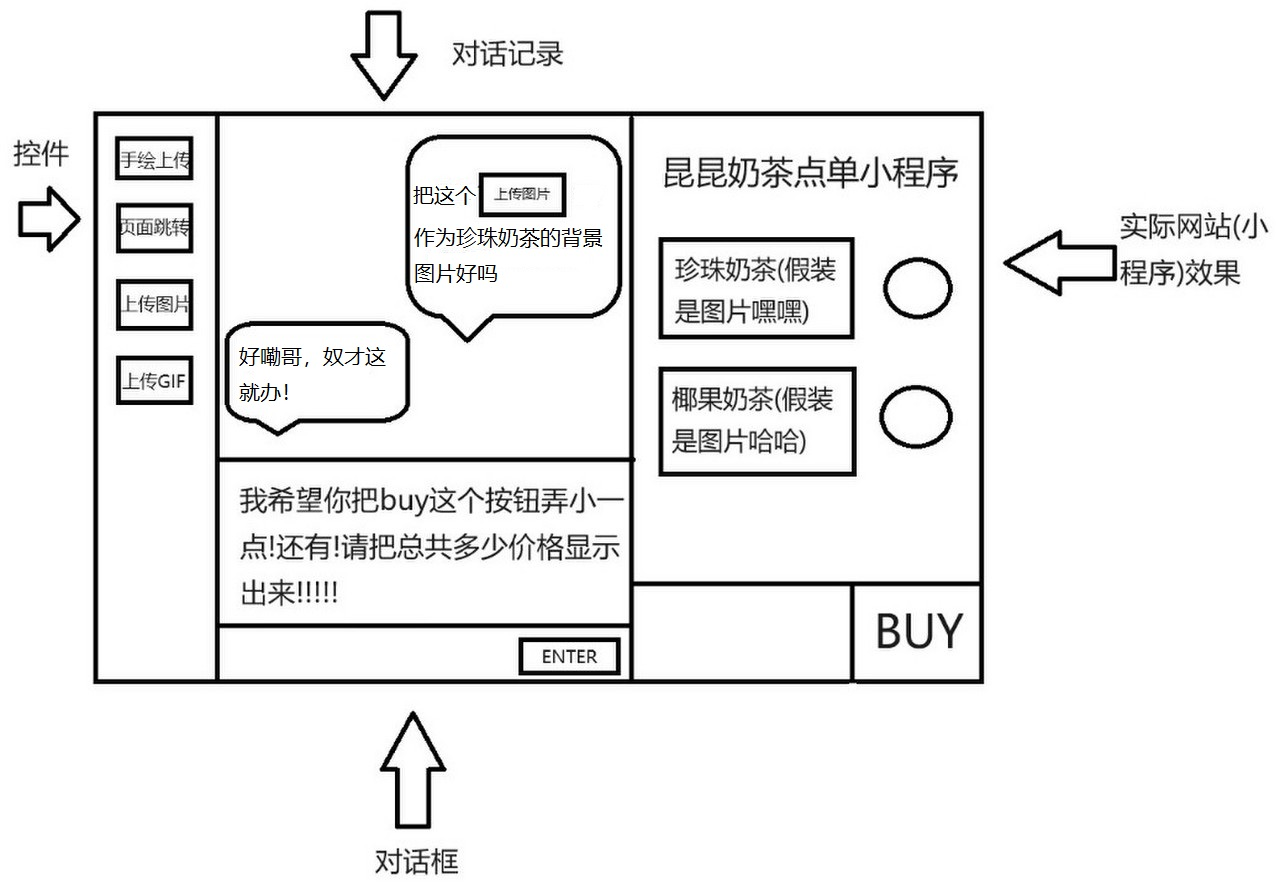 对话记录
控件
手绘上传
页面跳转
上传图片
上传GIF
把这个
上传图片
作为珍珠奶茶的背景
图片好吗
好嘞哥，奴才这
就办！
我希望你把buy这个按钮弄小一
点!还有!请把总共多少价格显示
出来!!!!!
ENTER
昆昆奶茶点单小程序
珍珠奶茶(假装
是图片嘿嘿)
椰果奶茶(假装
是图片哈哈)
BUY
实际网站(小
程序)效果
对话框